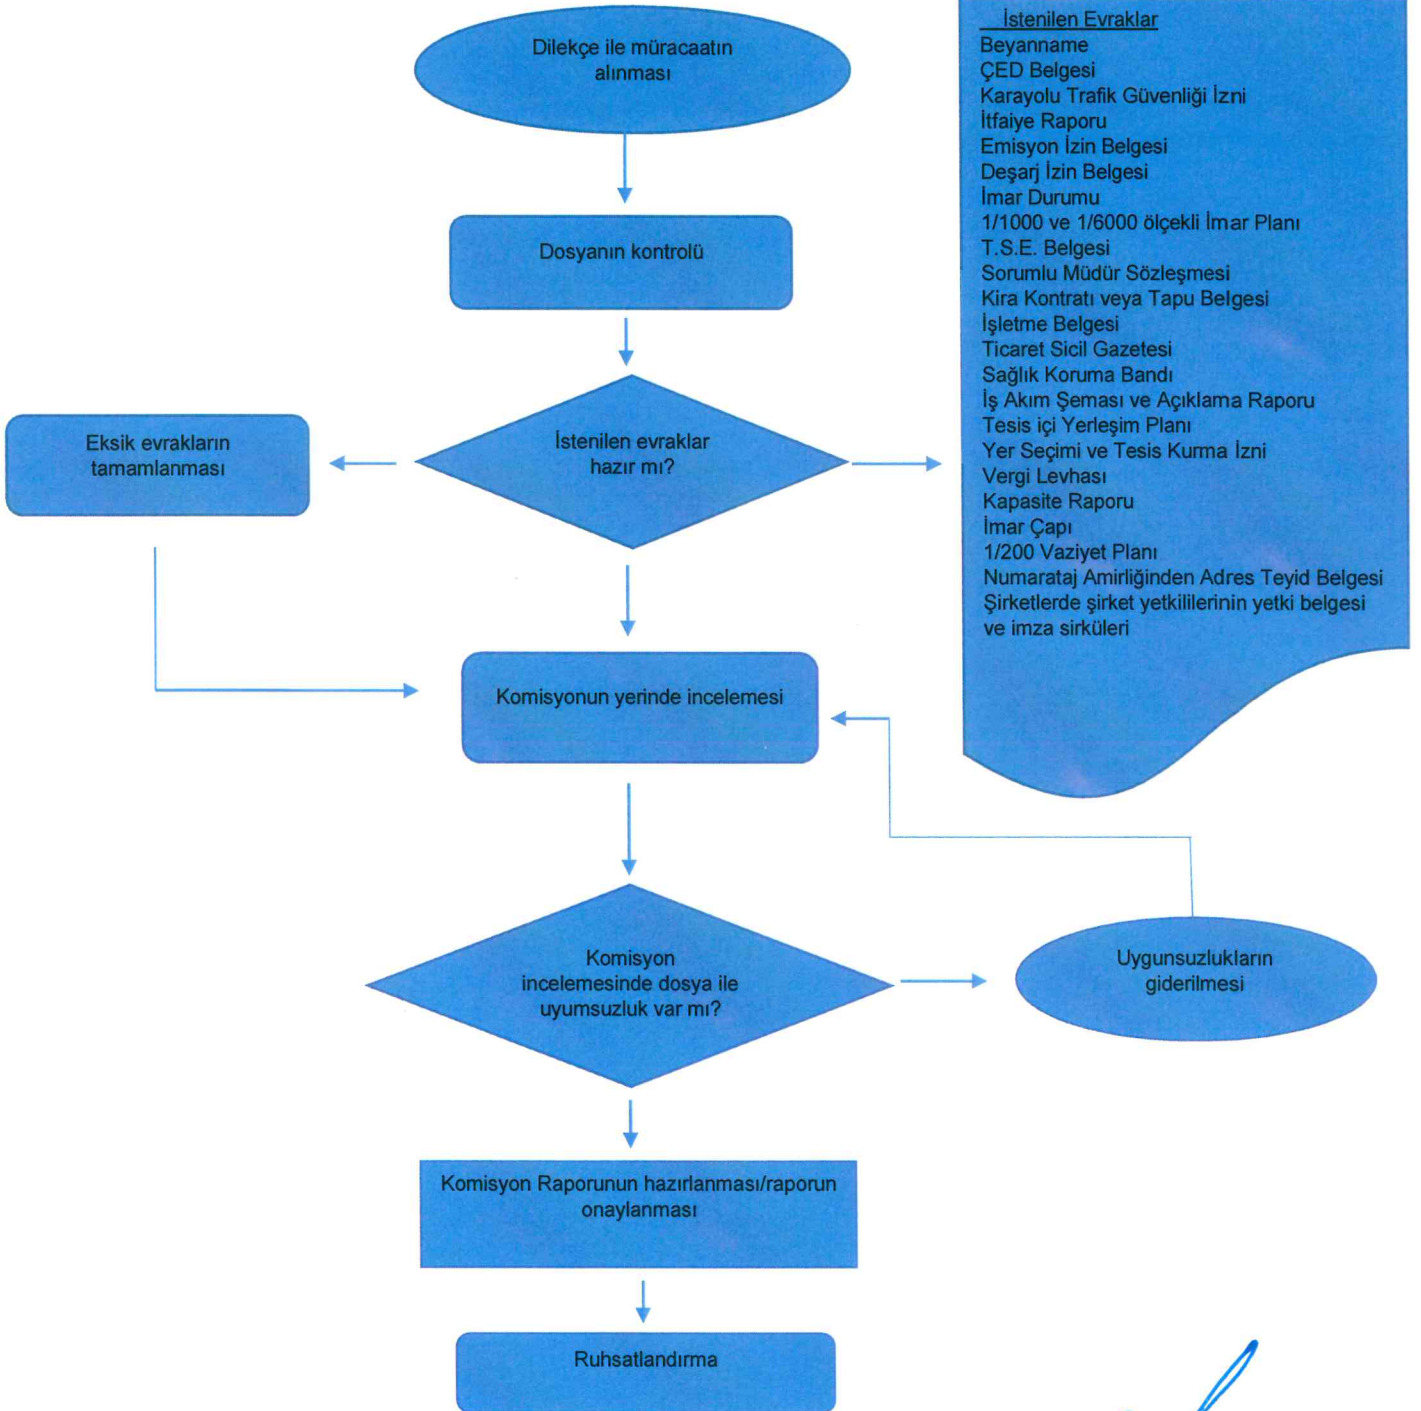 Dilekçe ile müracaatın
alınması
İstenilen Evraklar
Beyanname
ÇED Belgesi
Karayolu Trafik Güvenliği İzni
İtfaiye Raporu
Emisyon İzin Belgesi
Deşarj İzin Belgesi
İmar Durumu
1/1000 ve 1/6000 ölçekli İmar Planı
T.S.E. Belgesi
Sorumlu Müdür Sözleşmesi
Kira Kontratı veya Tapu Belgesi
İşletme Belgesi
Ticaret Sicil Gazetesi
Sağlık Koruma Bandı
İş Akım Şeması ve Açıklama Raporu
Tesis içi Yerleşim Planı
Yer Seçimi ve Tesis Kurma İzni
Vergi Levhası
Kapasite Raporu
İmar Çapı
1/200 Vaziyet Planı
Numarataj Amirliğinden Adres Teyid Belgesi
Şirketlerde şirket yetkililerinin yetki belgesi
ve imza sirküleri
Dosyanın kontrolü
İstenilen evraklar
hazır mı?
Eksik evrakların
tamamlanması
Komisyonun yerinde incelemesi
Komisyon
incelemesinde dosya ile
uyumsuzluk var mı?
Uygunsuzlukların
giderilmesi
Komisyon Raporunun hazırlanması/raporun
onaylanması
Ruhsatlandırma